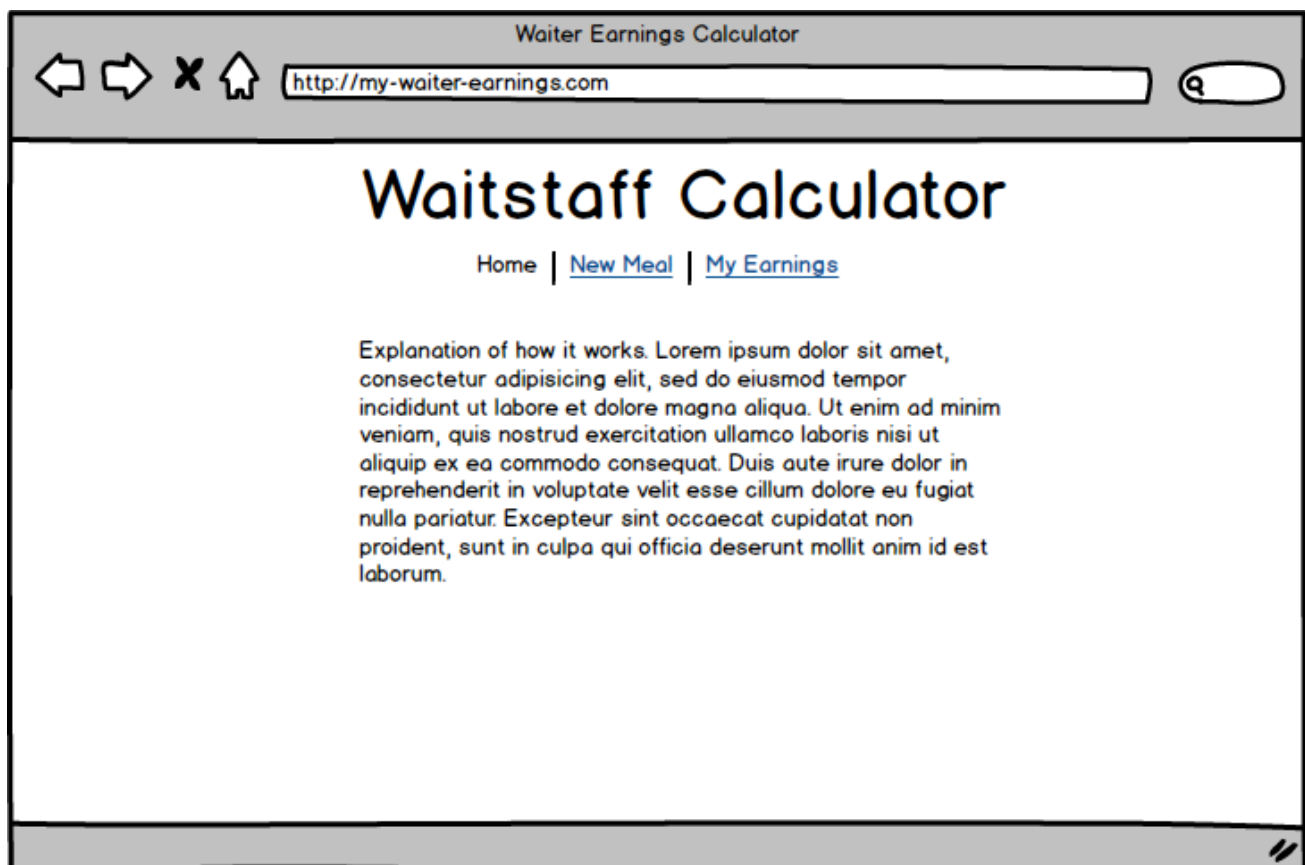 Waiter Earnings Calculator
http://my-waiter-earnings.com
Waitstaff Calculator
Home | New Meal | My Earnings
Explanation of how it works. Lorem ipsum dolor sit amet,
consectetur adipisicing elit, sed do eiusmod tempor
incididunt ut labore et dolore magna aliqua. Ut enim ad minim
veniam, quis nostrud exercitation ullamco laboris nisi ut
aliquip ex ea commodo consequat. Duis aute irure dolor in
reprehenderit in voluptate velit esse cillum dolore eu fugiat
nulla pariatur. Excepteur sint occaecat cupidatat non
proident, sunt in culpa qui officia deserunt mollit anim id est
laborum.